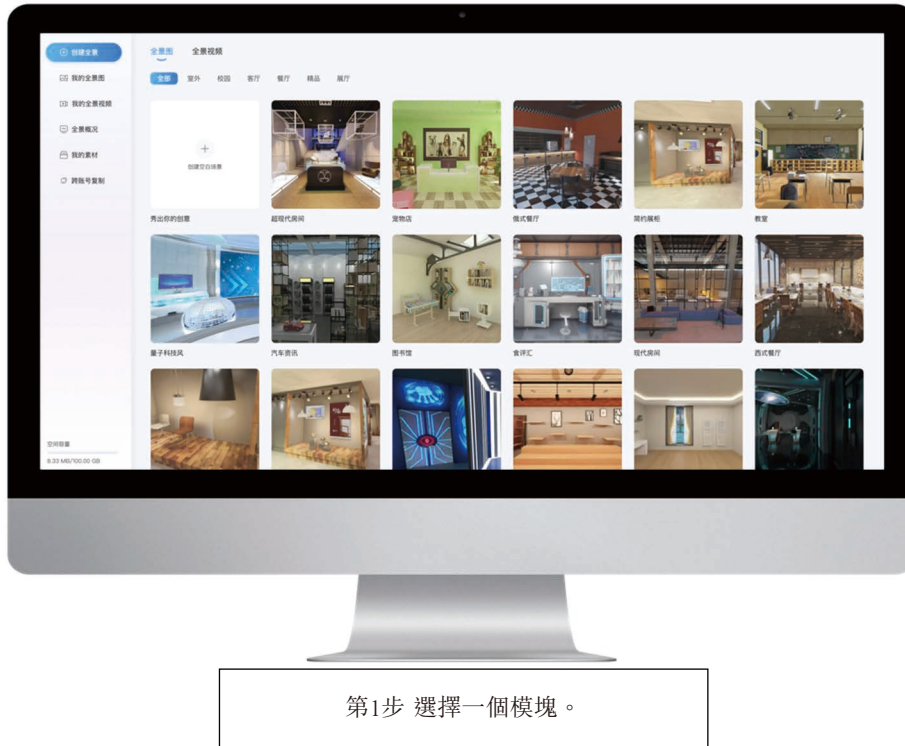 创建全景
我的全景图
我的全景视频
全景概况
我的素材
跨账号复制
空间容量
8.33 MB/100.00 GB
全景图 全景视频
全部 室外 校园 客厅 餐厅 精品 展厅
+
创建空白场景
秀出你的创意 超现代房间 宠物店 俄式餐厅 简约展柜 教室
量子科技风 汽车资讯 图书馆 食评汇 现代房间 西式餐厅
第1步 選擇一個模塊。